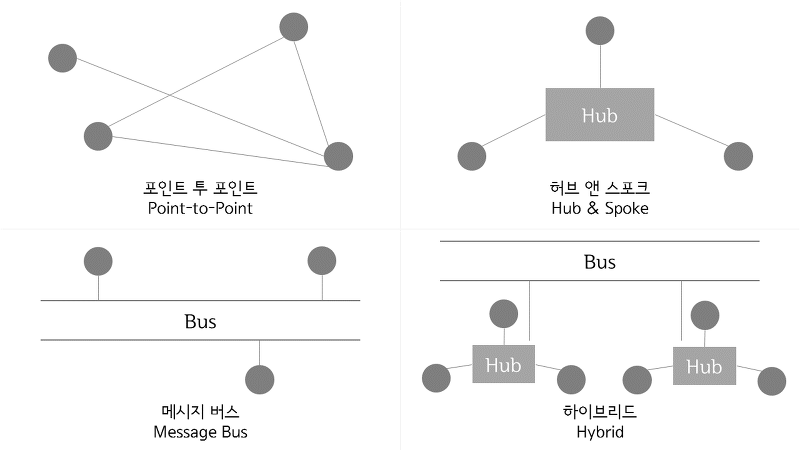 포인트 투 포인트
Point-to-Point
Hub
허브 앤 스포크
Hub & Spoke
Bus
메시지 버스
Message Bus
Bus
Hub
Hub
하이브리드
Hybrid